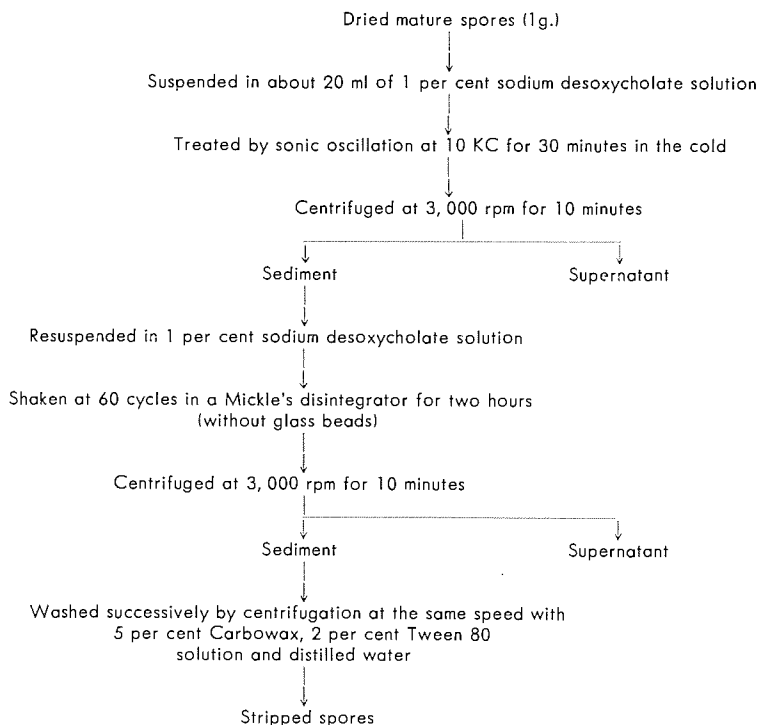 Dried mature spores (1g.)
Suspended in about 20 ml of 1 per cent sodium desoxycholate solution
Treated by sonic oscillation at 10 KC for 30 minutes in the cold
Centrifuged at 3,000 rpm for 10 minutes
Sediment
Supernatant
Resuspended in 1 per cent sodium desoxycholate solution
Shaken at 60 cycles in a Mickle's disintegrator for two hours
(without glass beads)
Centrifuged at 3,000 rpm for 10 minutes
Sediment
Supernatant
Washed successively by centrifugation at the same speed with
5 per cent Carbowax, 2 per cent Tween 80
solution and distilled water
Stripped spores